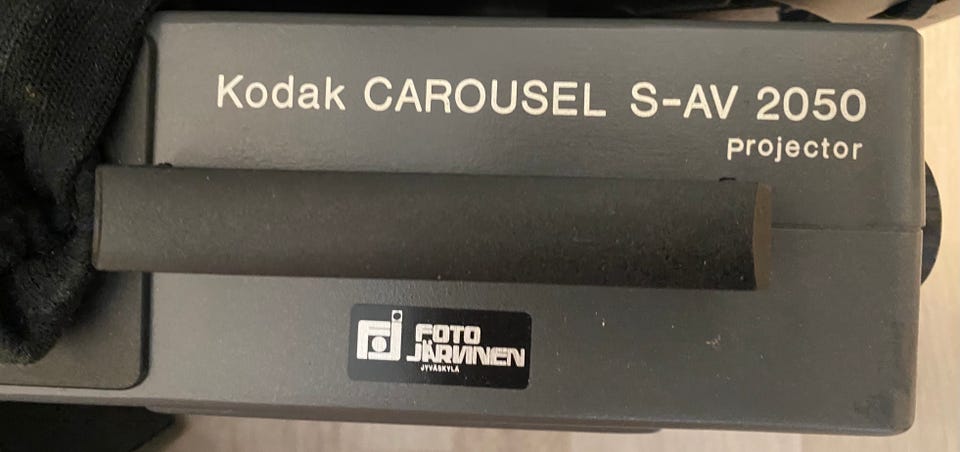 Kodak CAROUSEL S-AV 2050
projector
FOTO
JÄRVINEN
JYVÄSKYLÄ